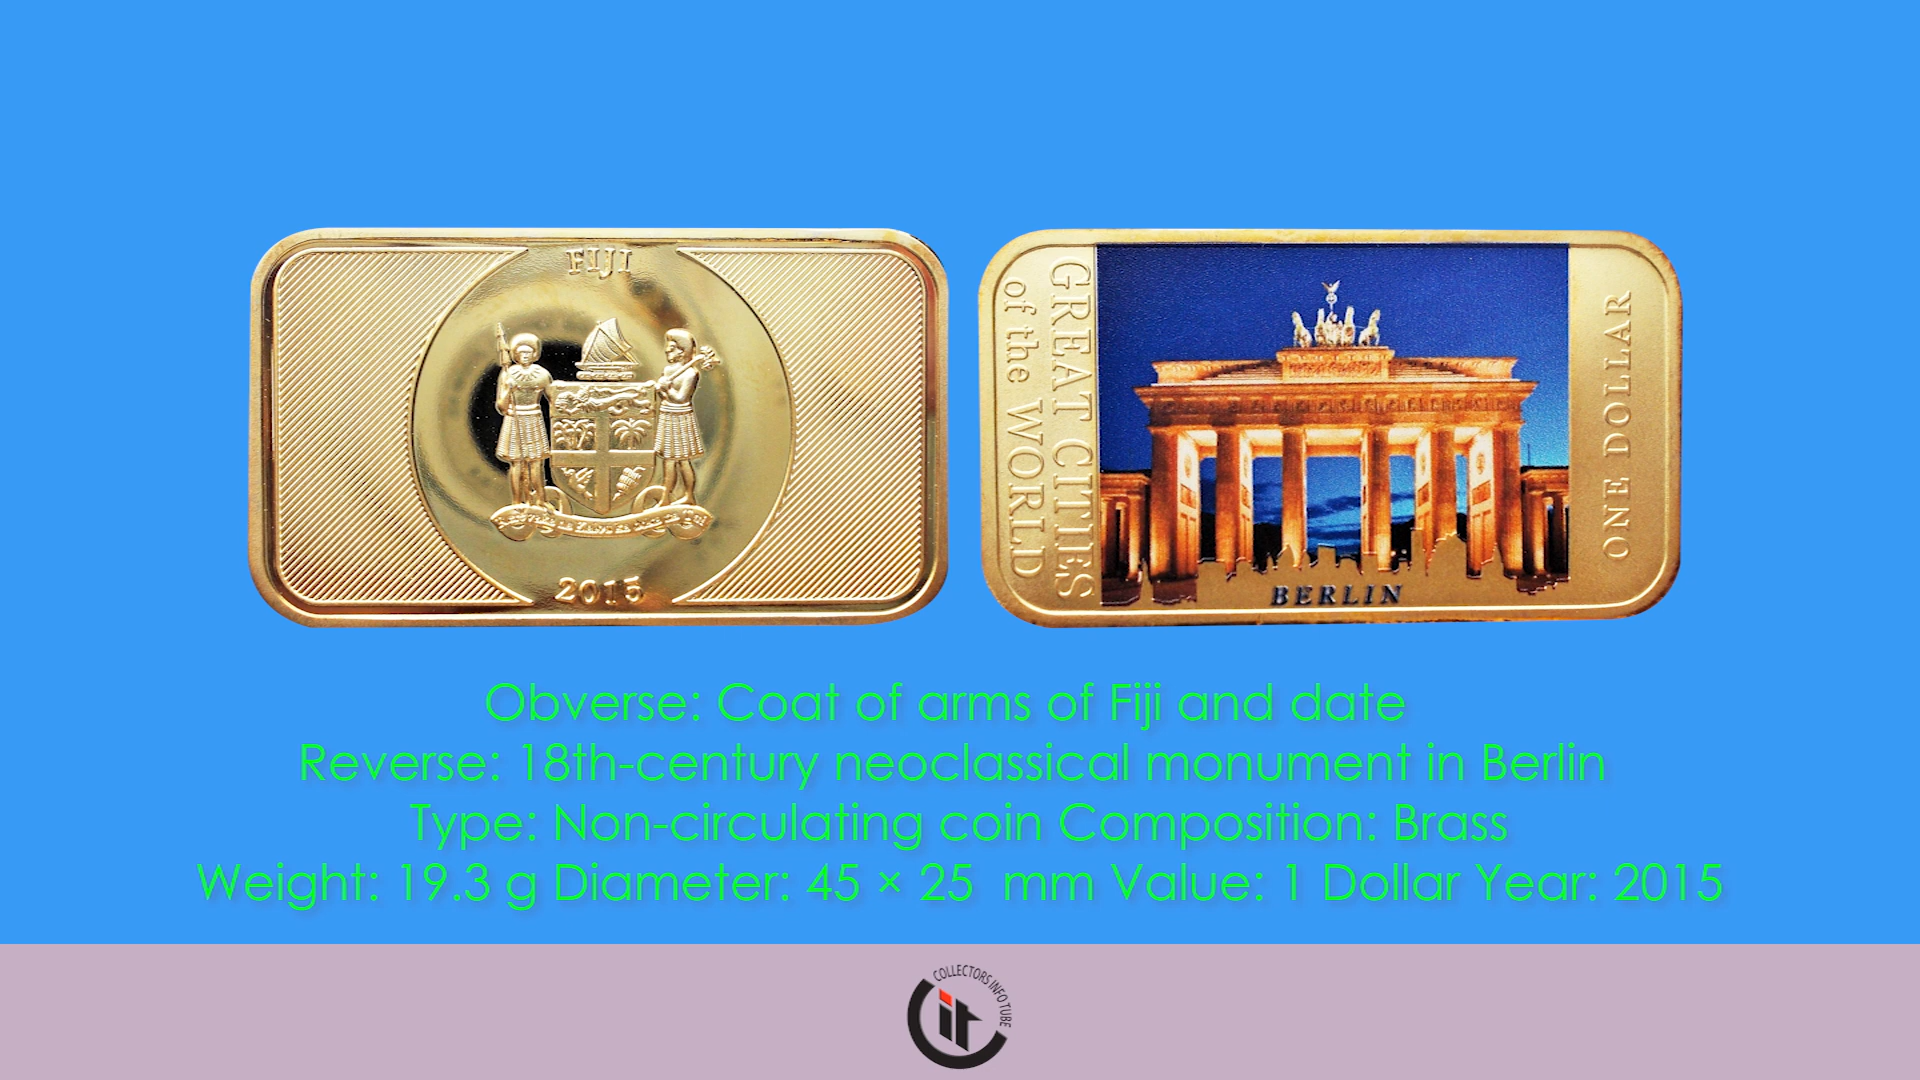 FIJI
2015
GREAT CITIES
of the WORLD
BERLIN
ONE DOLLAR
Obverse: Coat of arms of Fiji and date
Reverse: 18th-century neoclassical monument in Berlin
Type: Non-circulating coin Composition: Brass
Weight: 19.3 g Diameter: 45 × 25 mm Value: 1 Dollar Year: 2015
COLLECTORS INFO TUBE
it